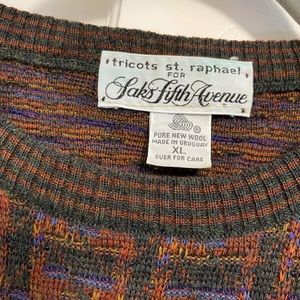 tricots st. raphael
FOR
Saks Fifth Avenue
PURE NEW WOOL
MADE IN URUGUAY
XL
OVER FOR CARE